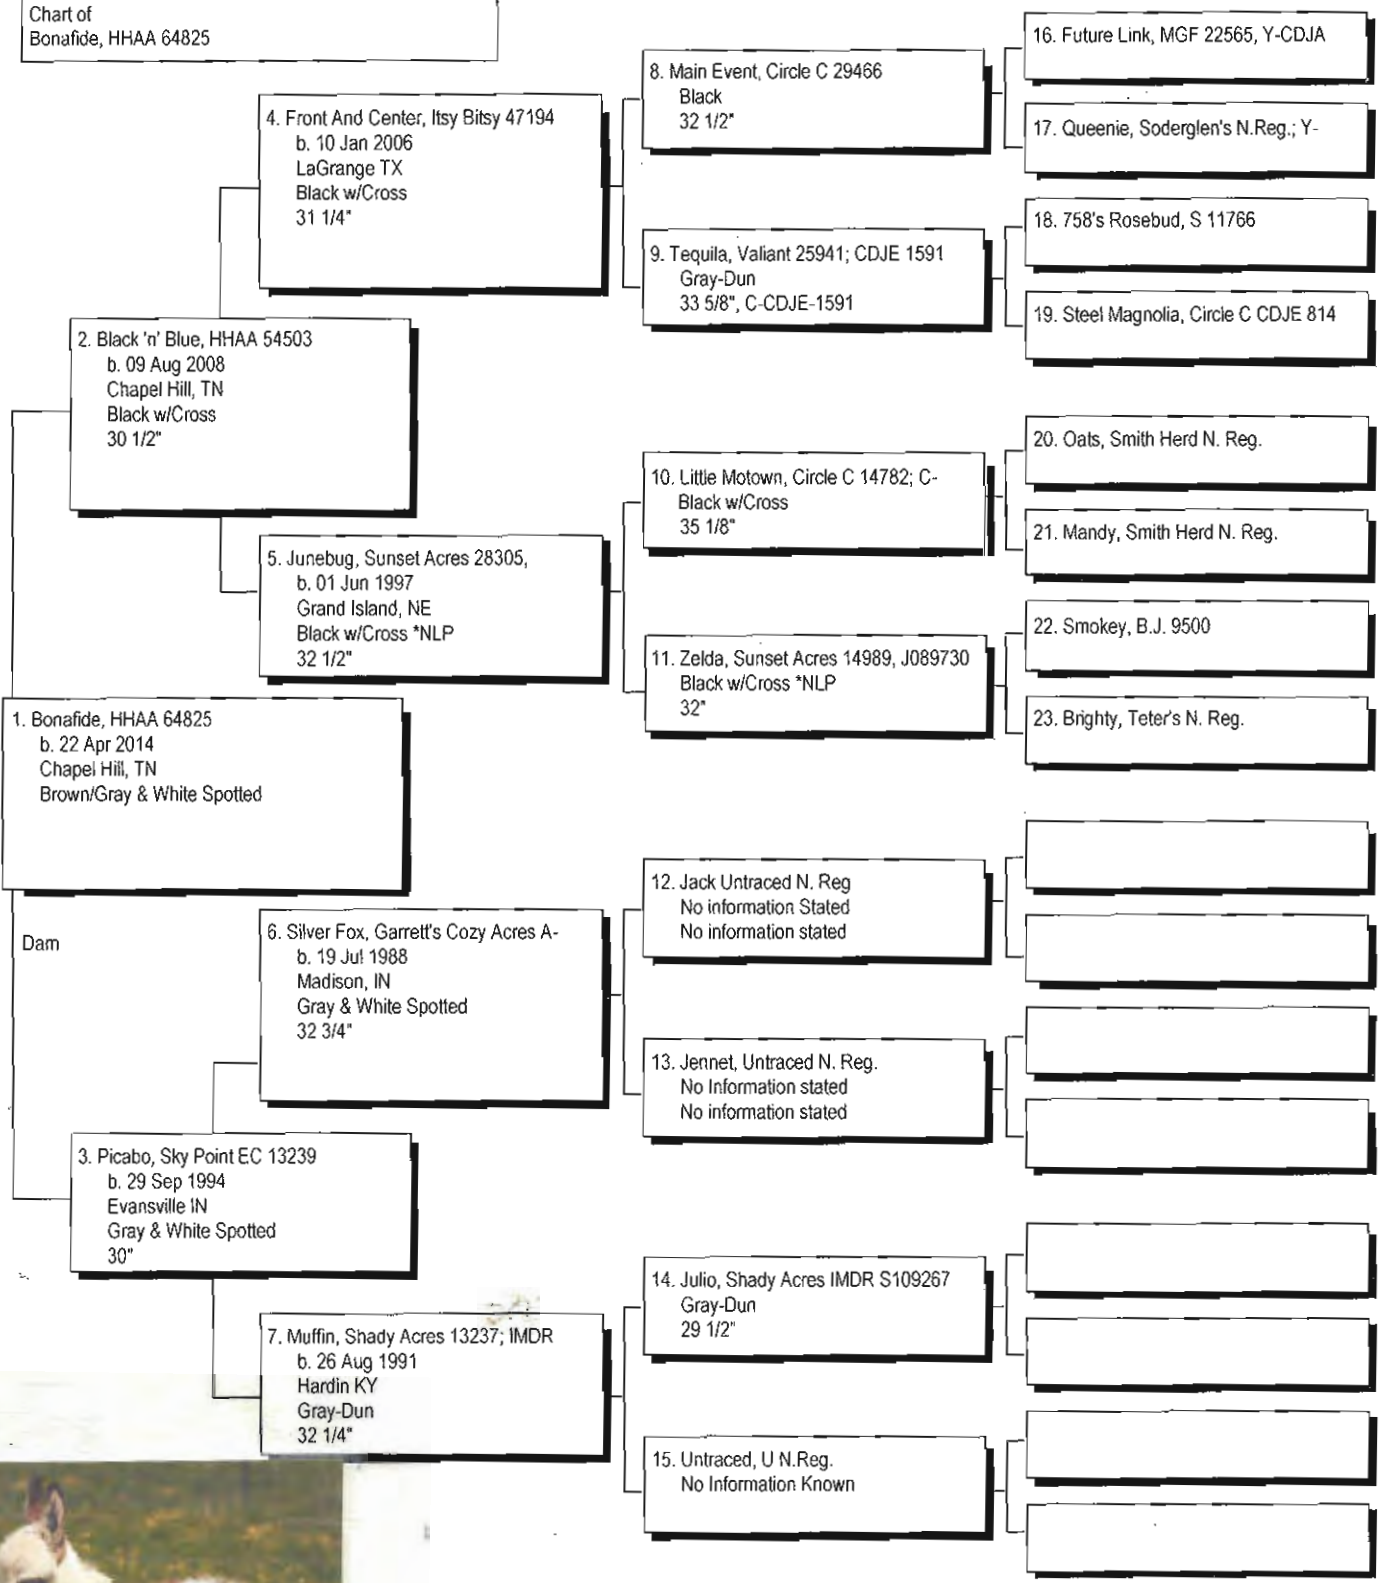 Chart of
Bonafide, HHAA 64825
16. Future Link, MGF 22565, Y-CDJA
8. Main Event, Circle C 29466
Black
32 1/2"
17. Queenie, Soderglen's N.Reg.; Y-
4. Front And Center, Itsy Bitsy 47194
b. 10 Jan 2006
LaGrange TX
Black w/Cross
31 1/4"
18. 758's Rosebud, S 11766
9. Tequila, Valiant 25941; CDJE 1591
Gray-Dun
33 5/8", C-CDJE-1591
19. Steel Magnolia, Circle C CDJE 814
2. Black 'n' Blue, HHAA 54503
b. 09 Aug 2008
Chapel Hill, TN
Black w/Cross
30 1/2"
20. Oats, Smith Herd N. Reg.
10. Little Motown, Circle C 14782; C-
Black w/Cross
35 1/8"
21. Mandy, Smith Herd N. Reg.
5. Junebug, Sunset Acres 28305,
b. 01 Jun 1997
Grand Island, NE
Black w/Cross *NLP
32 1/2"
22. Smokey, B.J. 9500
11. Zelda, Sunset Acres 14989, J089730
Black w/Cross *NLP
32"
23. Brighty, Teter's N. Reg.
1. Bonafide, HHAA 64825
b. 22 Apr 2014
Chapel Hill, TN
Brown/Gray & White Spotted
12. Jack Untraced N. Reg
No information Stated
No information stated
Dam
6. Silver Fox, Garrett's Cozy Acres A-
b. 19 Jul 1988
Madison, IN
Gray & White Spotted
32 3/4"
13. Jennet, Untraced N. Reg.
No Information stated
No information stated
3. Picabo, Sky Point EC 13239
b. 29 Sep 1994
Evansville IN
Gray & White Spotted
30"
14. Julio, Shady Acres IMDR S109267
Gray-Dun
29 1/2"
7. Muffin, Shady Acres 13237; IMDR
b. 26 Aug 1991
Hardin KY
Gray-Dun
32 1/4"
15. Untraced, U N.Reg.
No Information Known